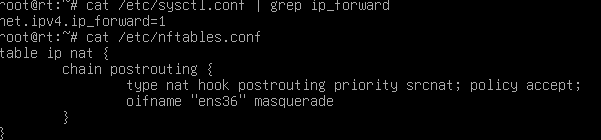 root@rt:~# cat /etc/sysctl.conf | grep ip_forward
net.ipv4.ip_forward=1
root@rt:~# cat /etc/nftables.conf
table ip nat {
        chain postrouting {
                type nat hook postrouting priority srcnat; policy accept;
                oifname "ens36" masquerade
        }
}